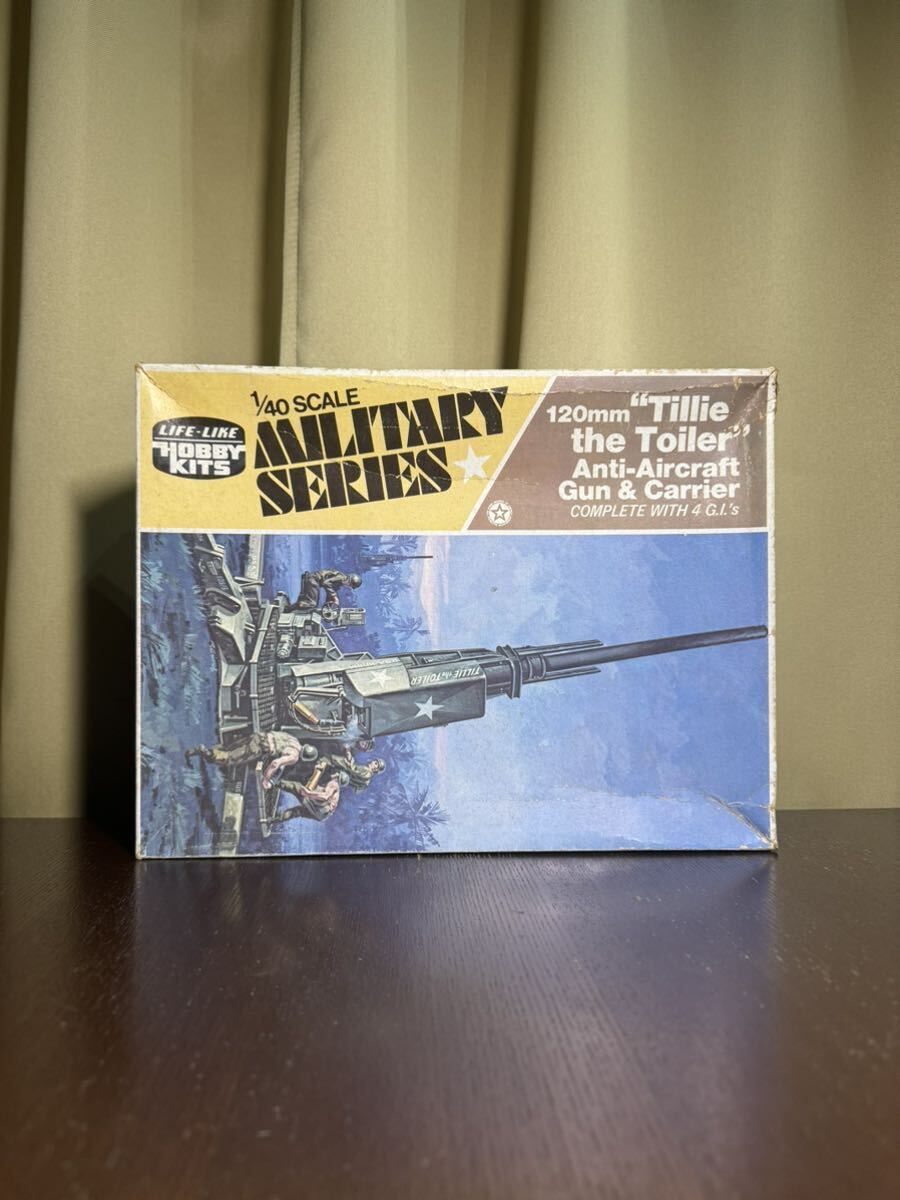 LIFE-LIKE
HOBBY
KITS
1/40 SCALE
MILITARY
SERIES
120mm "Tillie
the Toiler"
Anti-Aircraft
Gun & Carrier
COMPLETE WITH 4 G.I.'s
TILLIE the TOILER